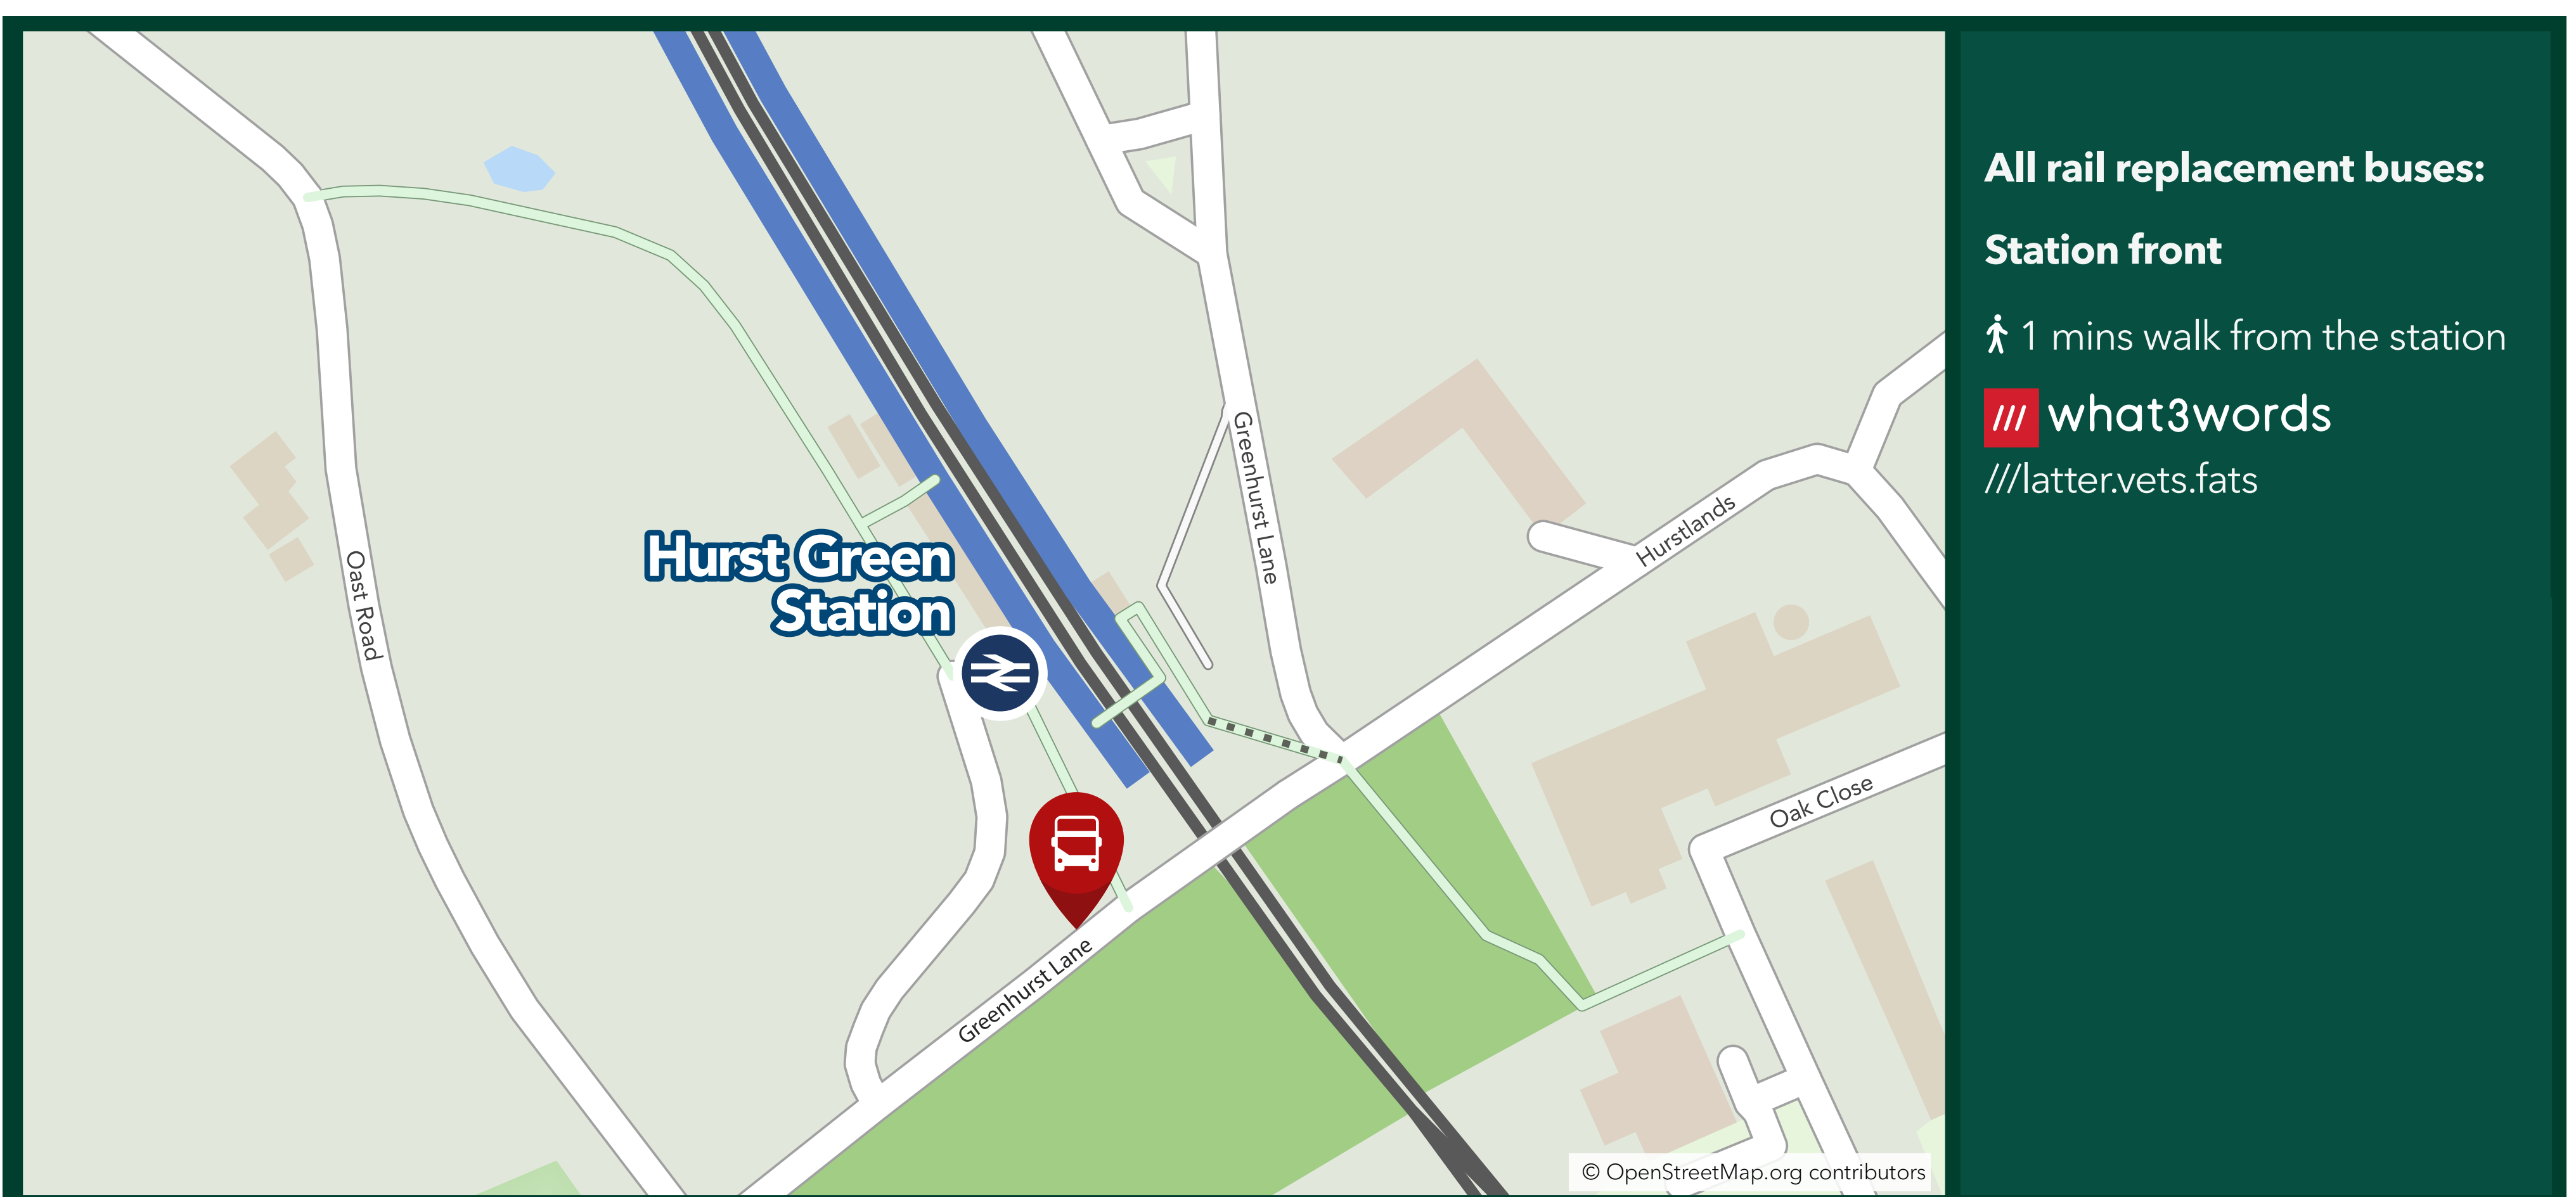 Hurst Green
Station
Oast Road
Greenhurst Lane
Hurstlands
Greenhurst Lane
Oak Close
© OpenStreetMap.org contributors
All rail replacement buses:
Station front
1 mins walk from the station
what3words
///latter.vets.fats